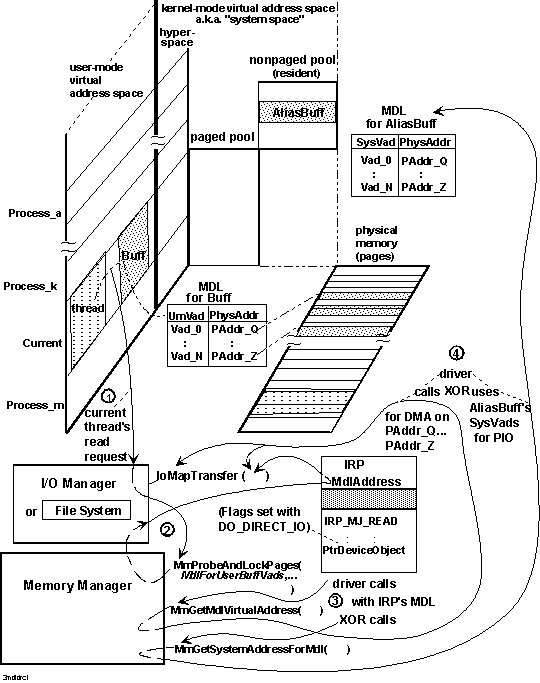 kernel-mode virtual address space
a.k.a. "system space"
hyper-
space
user-mode
virtual
address space
nonpaged pool
(resident)
AliasBuff
paged pool
MDL
for AliasBuff
SysVad PhysAddr
Vad_0 PAddr_Q
: :
Vad_N PAddr_Z
Process_a
physical
memory
(pages)
Buff
Process_k
thread
MDL
for Buff
UmVad PhysAddr
Vad_0 PAddr_Q
: :
Vad_N PAddr_Z
Current
Process_m
1
current
thread's
read
request
4
driver
calls XOR uses
for DMA on
PAddr_Q...
PAddr_Z
AliasBuff's
SysVads
for PIO
I/O Manager
or File System
IoMapTransfer ( )
IRP
MdlAddress
(Flags set with
DO_DIRECT_IO)
IRP_MJ_READ
PtrDeviceObject
2
MmProbeAndLockPages(
MdlForUserBuffVads,...
Memory Manager
driver calls
MmGetMdlVirtualAddress( )
3 with IRP's MDL
XOR calls
MmGetSystemAddressForMdl( )
3mddrcl